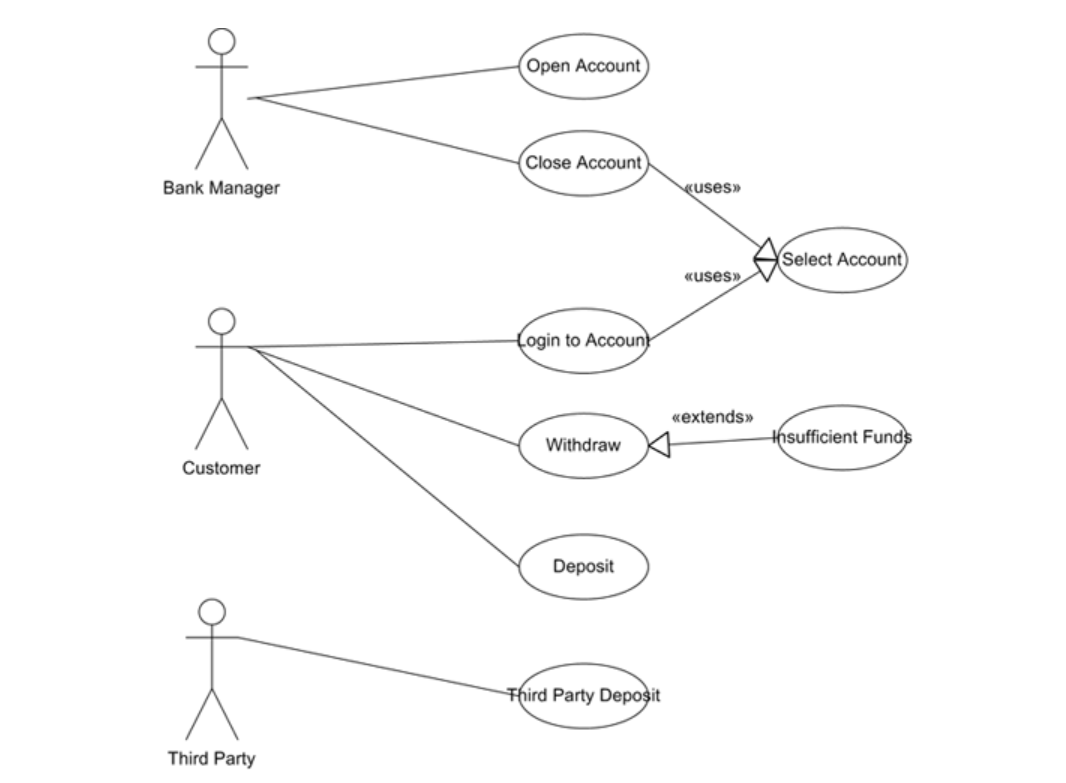 Open Account
Close Account
Bank Manager
«uses»
Select Account
«uses»
Login to Account
«extends»
Insufficient Funds
Withdraw
Customer
Deposit
Third Party Deposit
Third Party